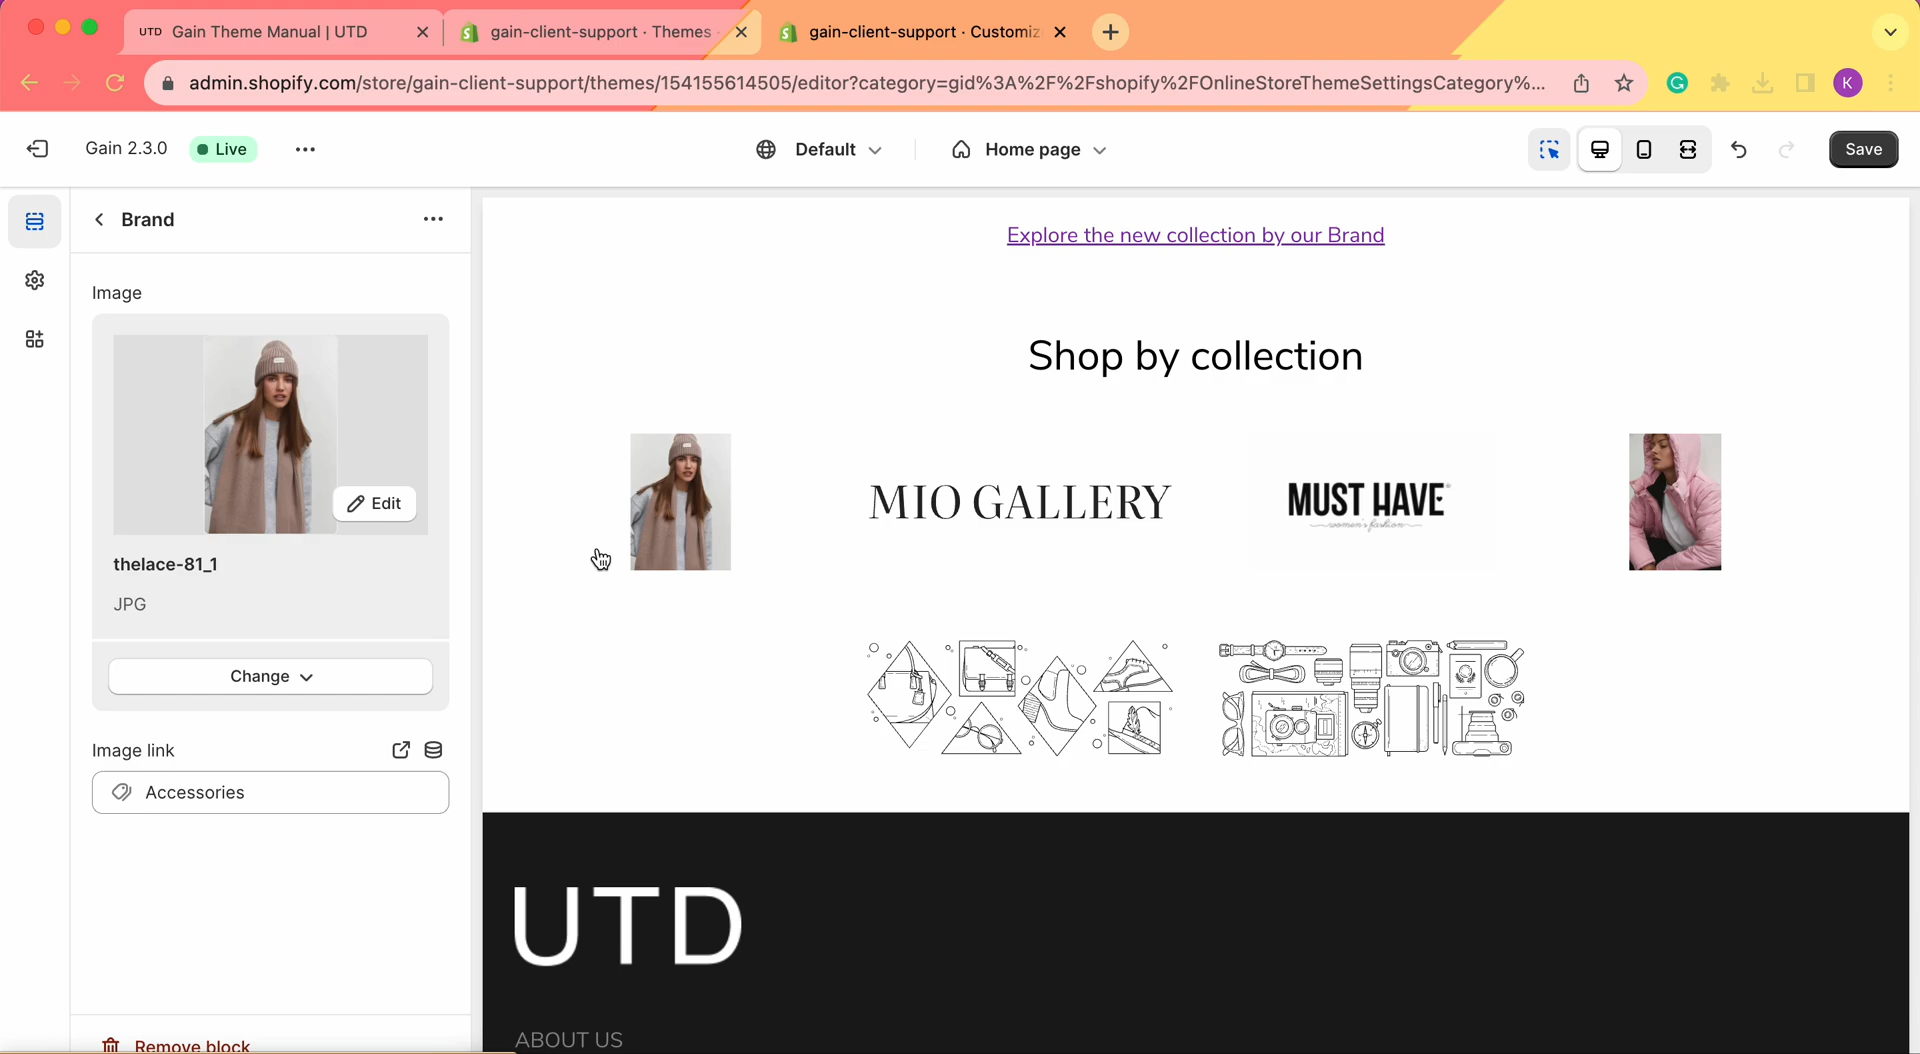 UTD Gain Theme Manual | UTD
gain-client-support · Themes ·
gain-client-support · Customiz
admin.shopify.com/store/gain-client-support/themes/154155614505/editor?category=gid%3A%2F%2Fshopify%2FOnlineStoreThemeSettingsCategory%...
K
Gain 2.3.0
Live
Default
Home page
Save
Brand
Image
Edit
thelace-81_1
JPG
Change
Image link
Accessories
Remove block
Explore the new collection by our Brand
Shop by collection
MIO GALLERY
MUST HAVE
women's fashion
UTD
ABOUT US